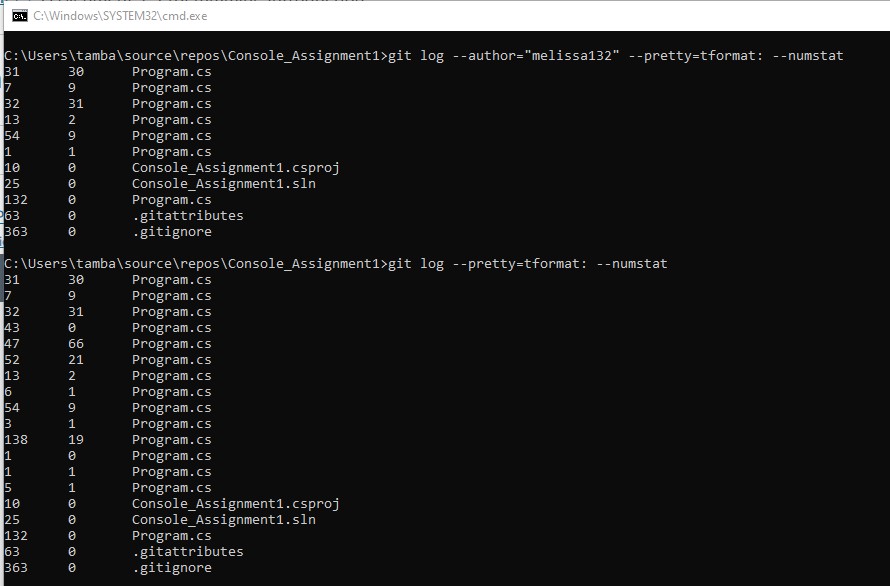 C:\Windows\SYSTEM32\cmd.exe
C:\Users\tamba\source\repos\Console_Assignment1>git log --author="melissa132" --pretty=tformat: --numstat
31 30 Program.cs
7 9 Program.cs
32 31 Program.cs
13 2 Program.cs
54 9 Program.cs
1 1 Program.cs
10 0 Console_Assignment1.csproj
25 0 Console_Assignment1.sln
132 0 Program.cs
63 0 .gitattributes
363 0 .gitignore
C:\Users\tamba\source\repos\Console_Assignment1>git log --pretty=tformat: --numstat
31 30 Program.cs
7 9 Program.cs
32 31 Program.cs
43 0 Program.cs
47 66 Program.cs
52 21 Program.cs
13 2 Program.cs
6 1 Program.cs
54 9 Program.cs
3 1 Program.cs
138 19 Program.cs
1 0 Program.cs
1 1 Program.cs
5 1 Program.cs
10 0 Console_Assignment1.csproj
25 0 Console_Assignment1.sln
132 0 Program.cs
63 0 .gitattributes
363 0 .gitignore